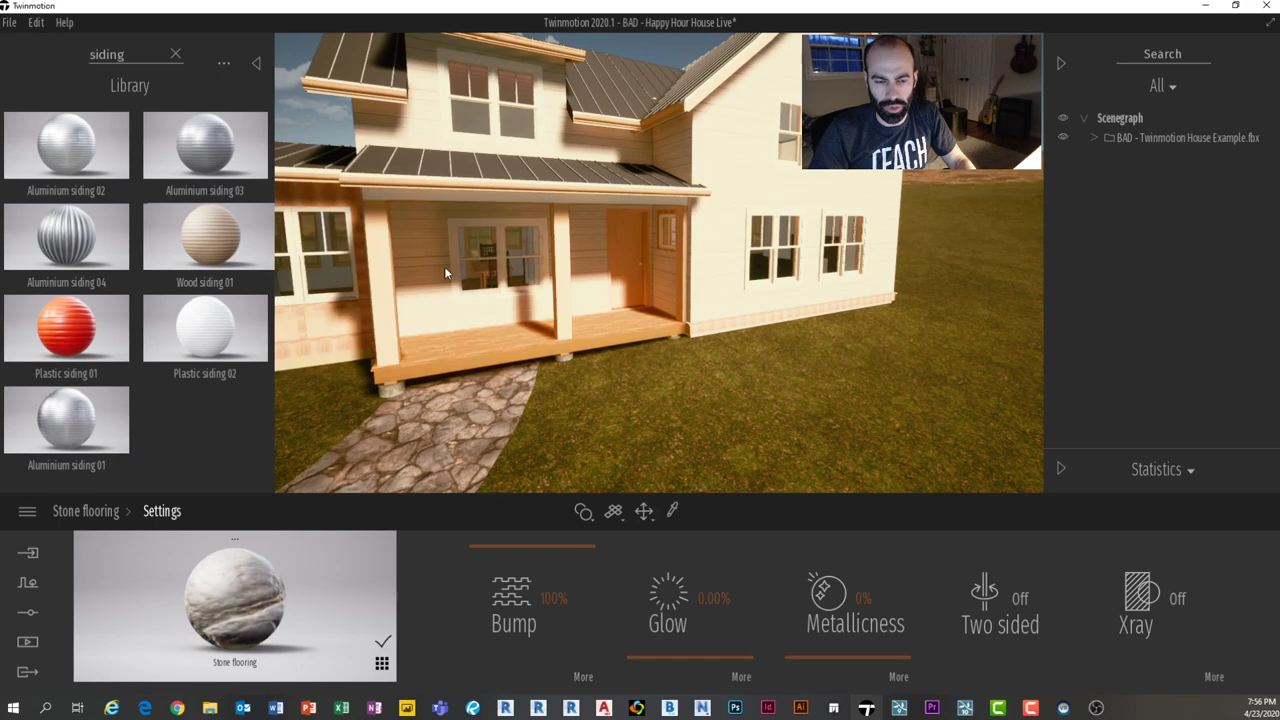 Twinmotion
File Edit Help
Twinmotion 2020.1 - BAD - Happy Hour House Live*
siding
...
Library
Aluminium siding 02
Aluminium siding 03
Aluminium siding 04
Wood siding 01
Plastic siding 01
Plastic siding 02
Aluminium siding 01
TEACH
Search
All
Scenegraph
BAD - Twinmotion House Example.fbx
Statistics
Stone flooring > Settings
...
Stone flooring
Bump 100%
More
Glow 0.00%
More
Metallicness 0%
More
Two sided Off
Xray Off
More
7:56 PM
4/23/2020